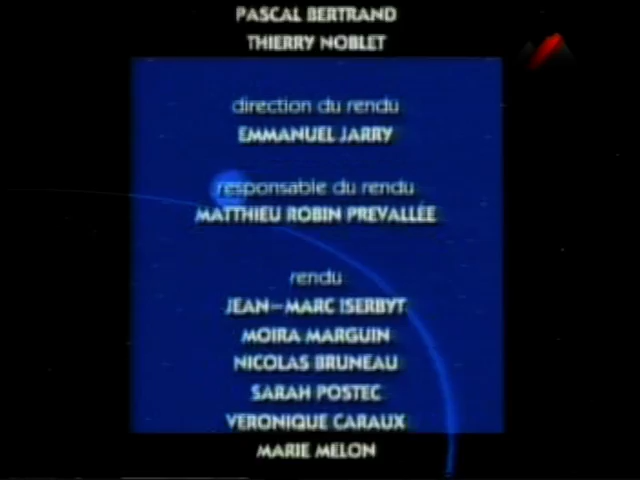 PASCAL BERTRAND
THIERRY NOBLET
direction du rendu
EMMANUEL JARRY
responsable du rendu
MATTHIEU ROBIN PREVALLÉE
rendu
JEAN-MARC ISERBYT
MOIRA MARGUIN
NICOLAS BRUNEAU
SARAH POSTEC
VERONIQUE CARAUX
MARIE MELON